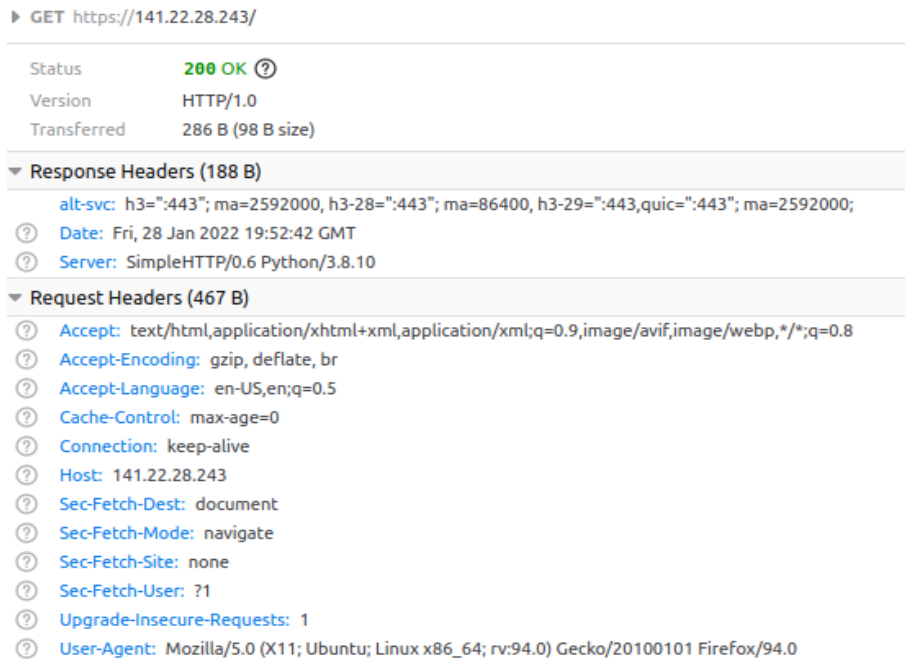 GET https://141.22.28.243/
Status 200 OK ?
Version HTTP/1.0
Transferred 286 B (98 B size)
Response Headers (188 B)
alt-svc: h3=":443"; ma=2592000, h3-28=":443"; ma=86400, h3-29=":443,quic=":443"; ma=2592000;
? Date: Fri, 28 Jan 2022 19:52:42 GMT
? Server: SimpleHTTP/0.6 Python/3.8.10
Request Headers (467 B)
? Accept: text/html,application/xhtml+xml,application/xml;q=0.9,image/avif,image/webp,*/*;q=0.8
? Accept-Encoding: gzip, deflate, br
? Accept-Language: en-US,en;q=0.5
? Cache-Control: max-age=0
? Connection: keep-alive
? Host: 141.22.28.243
? Sec-Fetch-Dest: document
? Sec-Fetch-Mode: navigate
? Sec-Fetch-Site: none
? Sec-Fetch-User: ?1
? Upgrade-Insecure-Requests: 1
? User-Agent: Mozilla/5.0 (X11; Ubuntu; Linux x86_64; rv:94.0) Gecko/20100101 Firefox/94.0